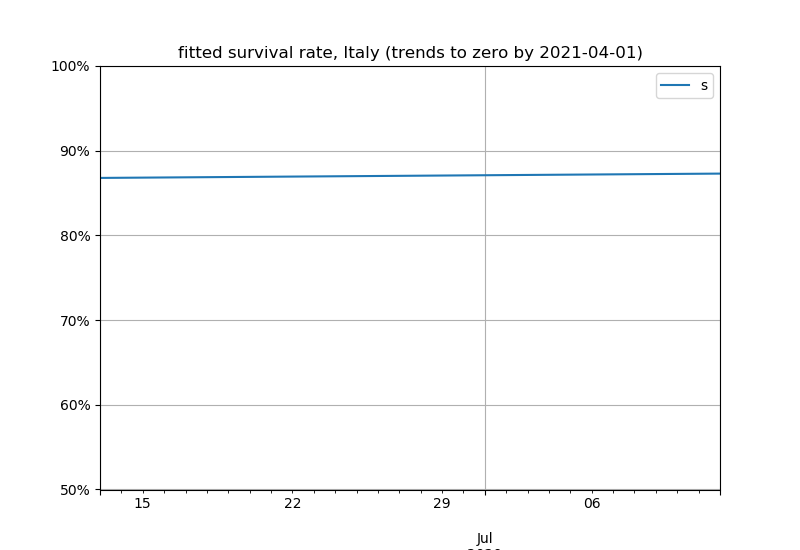 fitted survival rate, Italy (trends to zero by 2021-04-01)
100%
s
90%
80%
70%
60%
50%
15 22 29 06
Jul